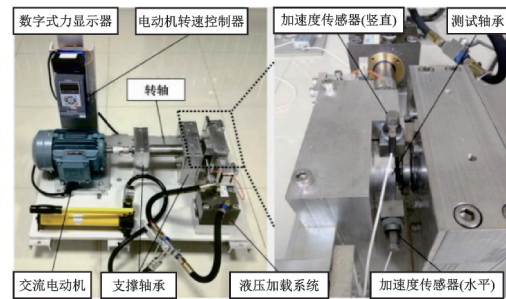 数字式力显示器
电动机转速控制器
加速度传感器(竖直)
测试轴承
转轴
交流电动机
支撑轴承
液压加载系统
加速度传感器(水平)